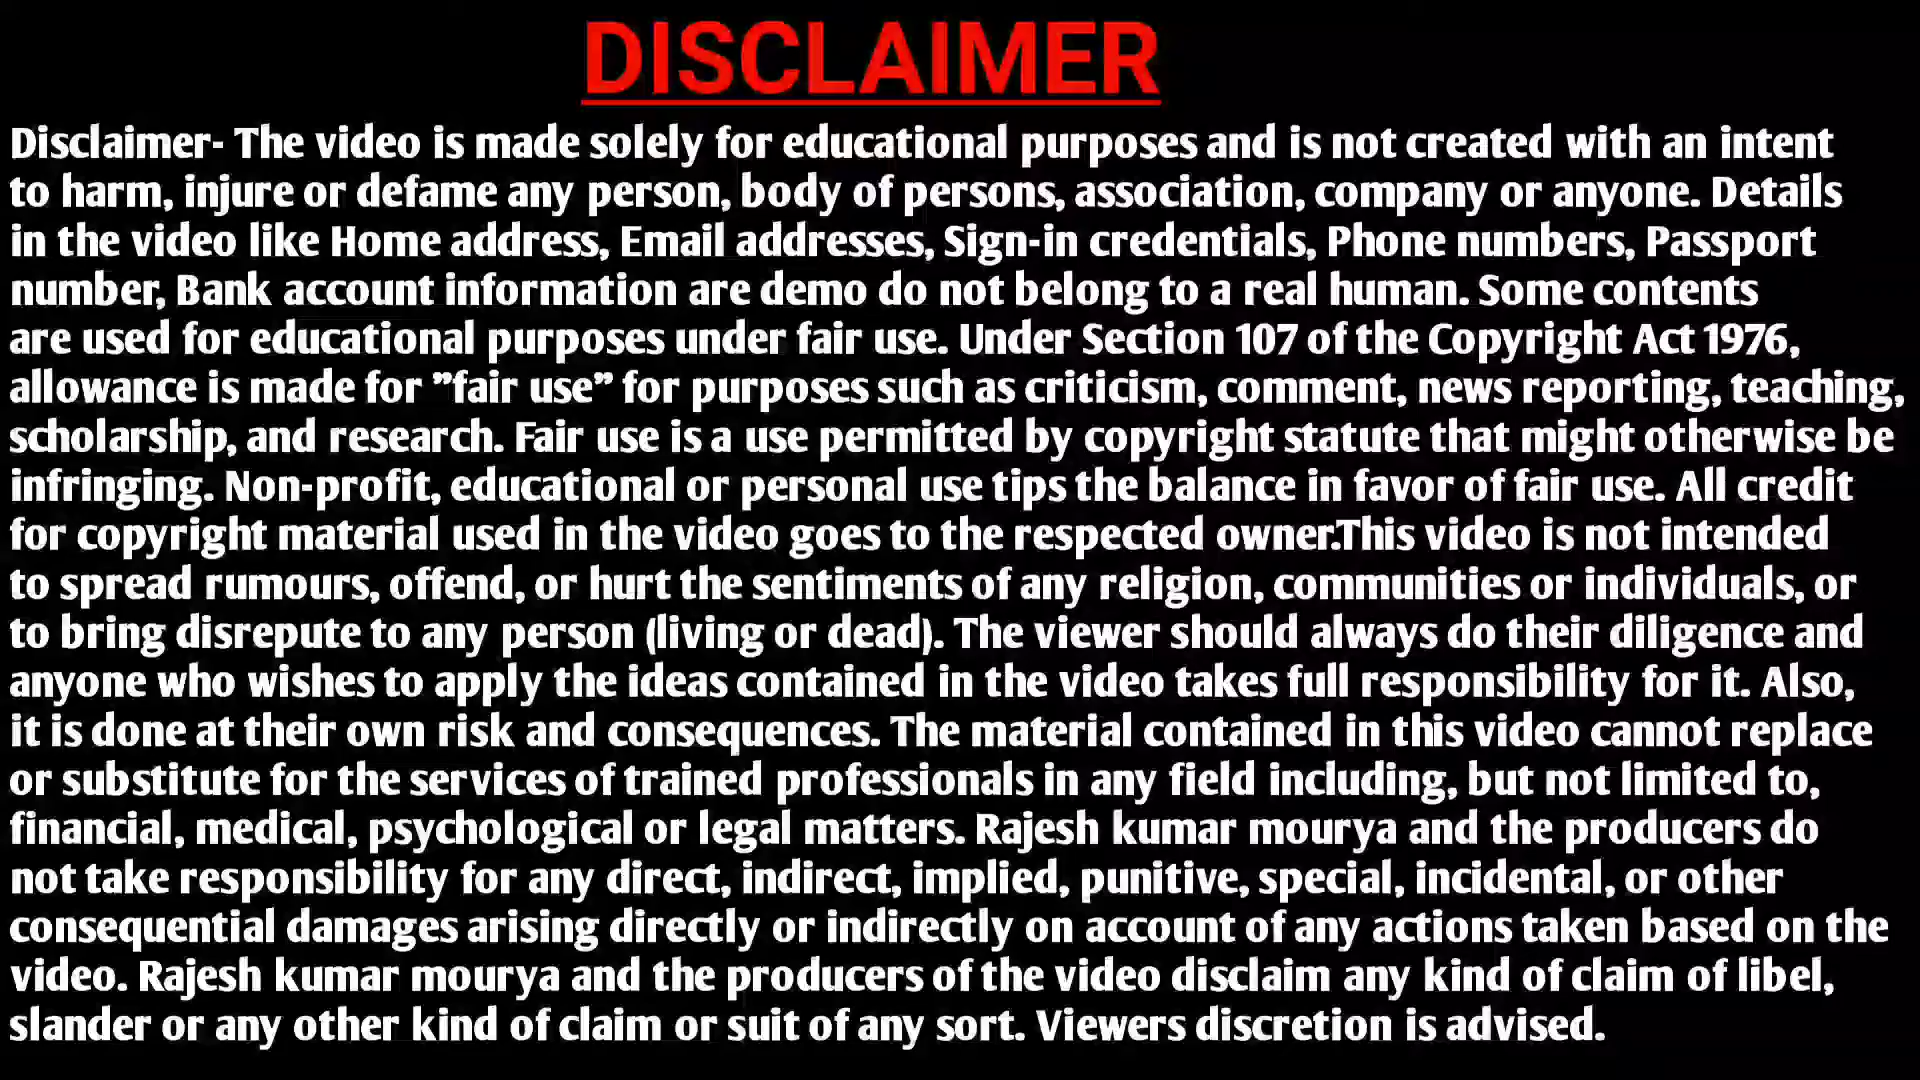 DISCLAIMER
Disclaimer- The video is made solely for educational purposes and is not created with an intent
to harm, injure or defame any person, body of persons, association, company or anyone. Details
in the video like Home address, Email addresses, Sign-in credentials, Phone numbers, Passport
number, Bank account information are demo do not belong to a real human. Some contents
are used for educational purposes under fair use. Under Section 107 of the Copyright Act 1976,
allowance is made for ”fair use” for purposes such as criticism, comment, news reporting, teaching,
scholarship, and research. Fair use is a use permitted by copyright statute that might otherwise be
infringing. Non-profit, educational or personal use tips the balance in favor of fair use. All credit
for copyright material used in the video goes to the respected owner.This video is not intended
to spread rumours, offend, or hurt the sentiments of any religion, communities or individuals, or
to bring disrepute to any person (living or dead). The viewer should always do their diligence and
anyone who wishes to apply the ideas contained in the video takes full responsibility for it. Also,
it is done at their own risk and consequences. The material contained in this video cannot replace
or substitute for the services of trained professionals in any field including, but not limited to,
financial, medical, psychological or legal matters. Rajesh kumar mourya and the producers do
not take responsibility for any direct, indirect, implied, punitive, special, incidental, or other
consequential damages arising directly or indirectly on account of any actions taken based on the
video. Rajesh kumar mourya and the producers of the video disclaim any kind of claim of libel,
slander or any other kind of claim or suit of any sort. Viewers discretion is advised.